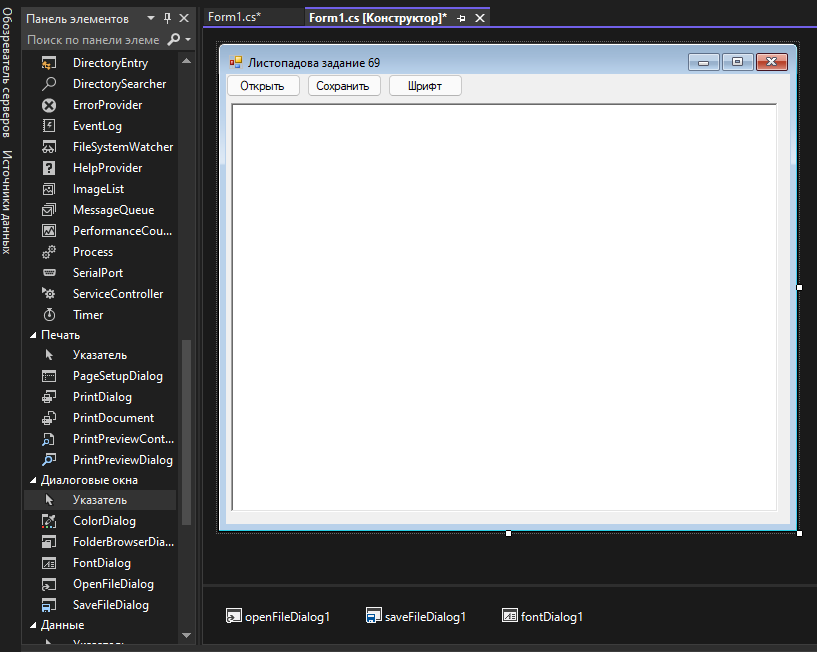 Обозреватель серверов
Источники данных
Панель элементов
Поиск по панели элеме
DirectoryEntry
DirectorySearcher
ErrorProvider
EventLog
FileSystemWatcher
HelpProvider
ImageList
MessageQueue
PerformanceCou...
Process
SerialPort
ServiceController
Timer
Печать
Указатель
PageSetupDialog
PrintDialog
PrintDocument
PrintPreviewCont...
PrintPreviewDialog
Диалоговые окна
Указатель
ColorDialog
FolderBrowserDia...
FontDialog
OpenFileDialog
SaveFileDialog
Данные
Указатель
Form1.cs*
Form1.cs [Конструктор]*
Листопадова задание 69
Открыть
Сохранить
Шрифт
openFileDialog1
saveFileDialog1
fontDialog1